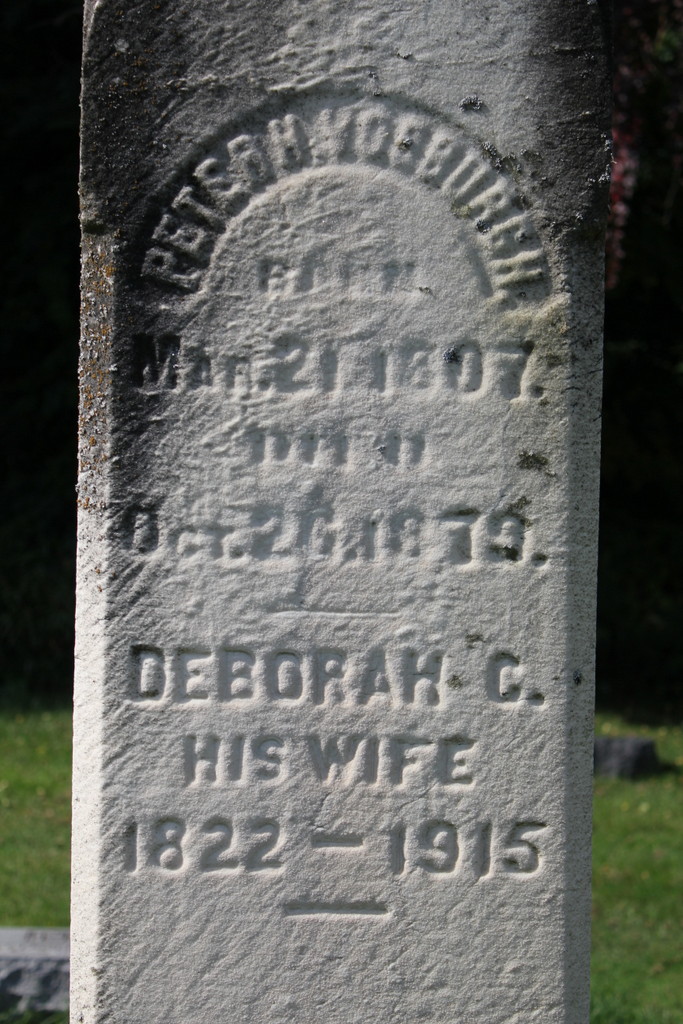 PETER H. VOSBURGH.
BORN
Mar. 21 1807.
DIED
Oct. 26. 1879.
DEBORAH C.
HIS WIFE
1822 — 1915